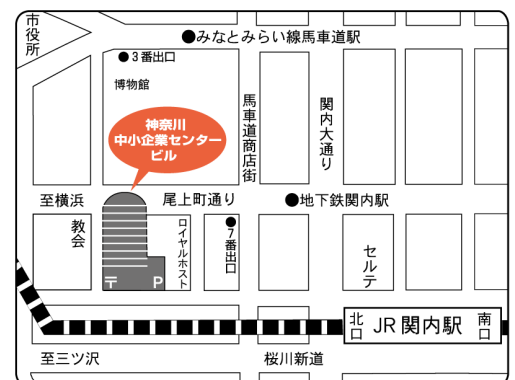 市役所
●みなとみらい線馬車道駅
●3番出口
博物館
神奈川
中小企業センター
ビル
馬車道商店街
関内大通り
至横浜
尾上町通り
●地下鉄関内駅
教会
ロイヤルホスト
●7番出口
セルテ
〒
P
北口
JR関内駅
南口
至三ツ沢
桜川新道